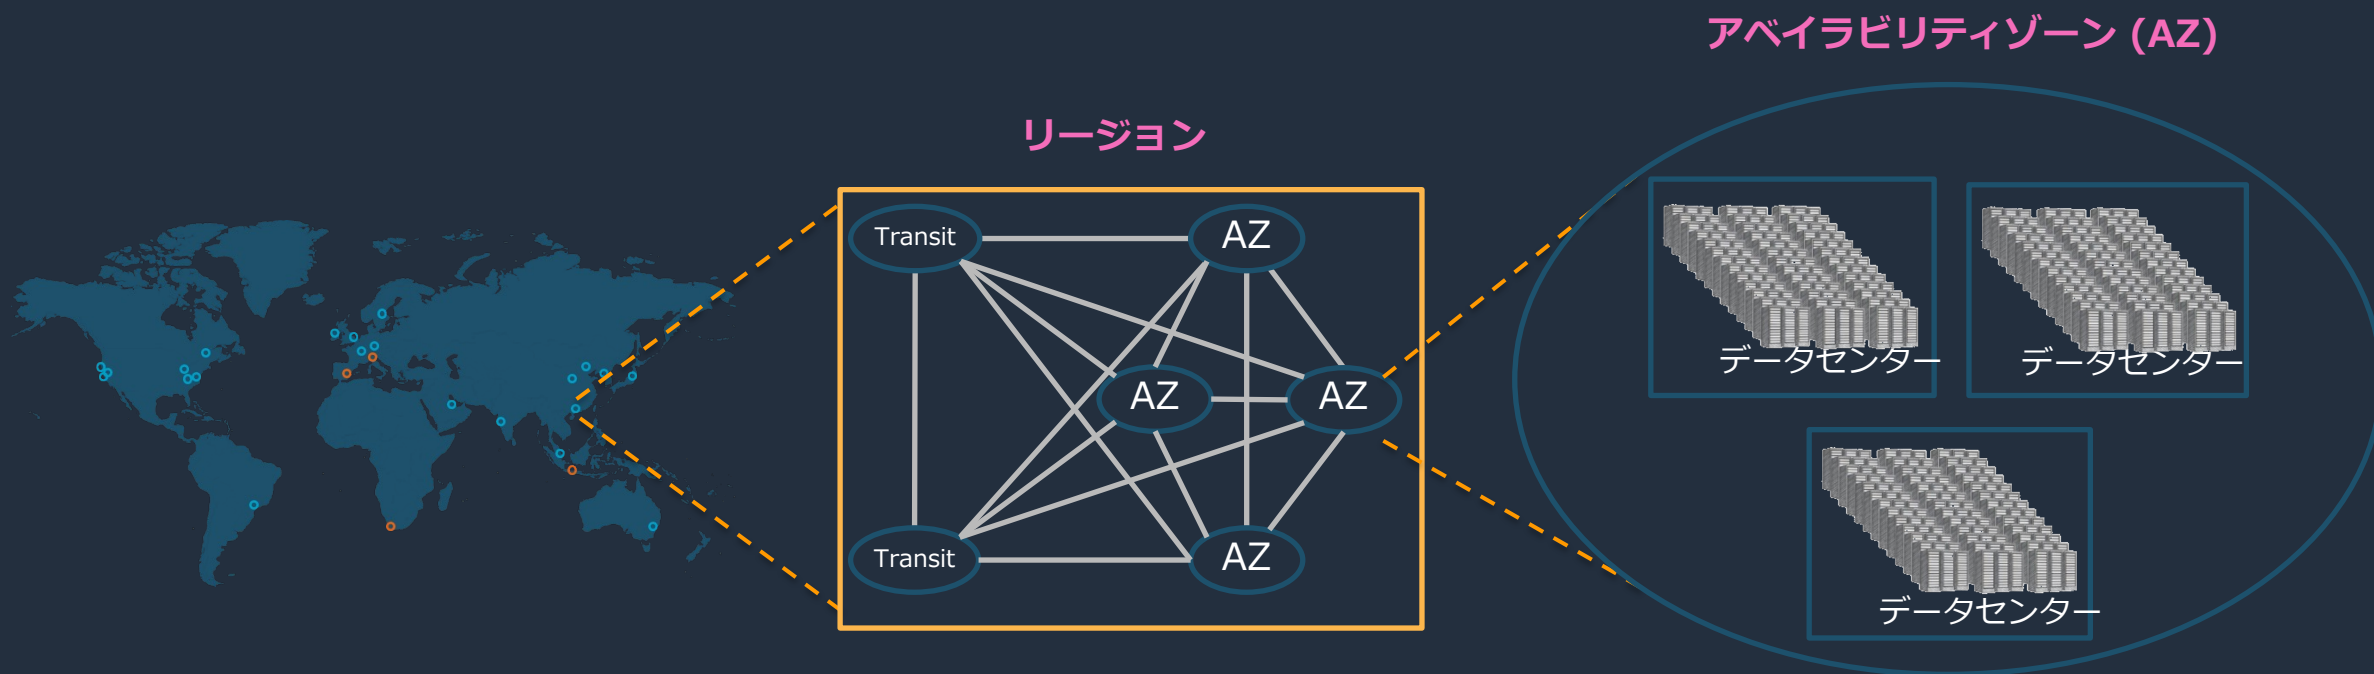 アベイラビリティゾーン (AZ)
リージョン
Transit
AZ
AZ
AZ
Transit
AZ
データセンター
データセンター
データセンター